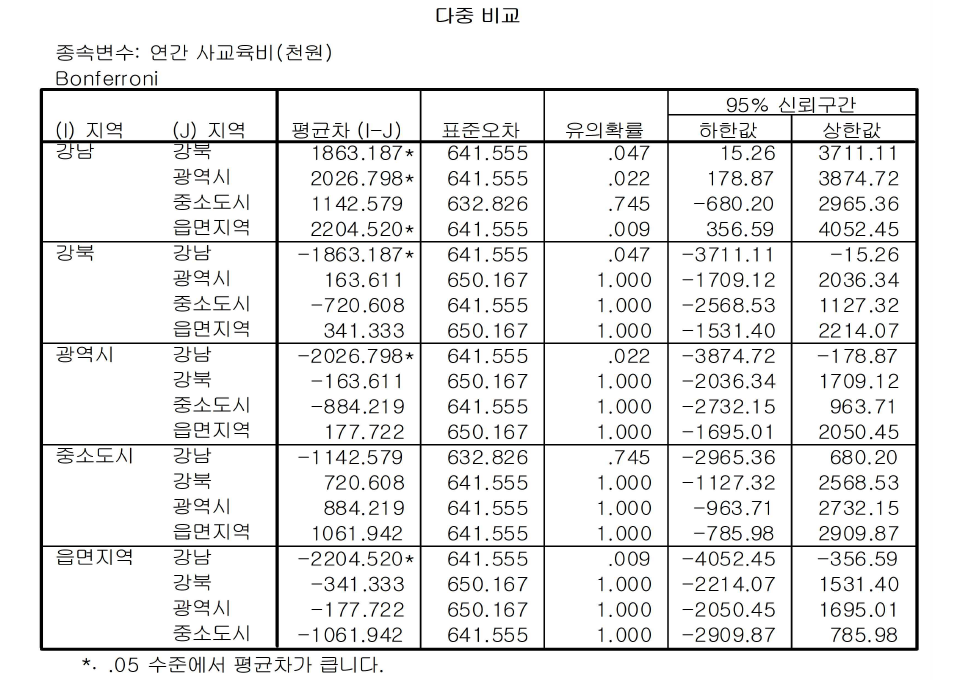 다중 비교
종속변수: 연간 사교육비(천원)
Bonferroni
95% 신뢰구간
(I) 지역 (J) 지역 평균차 (I-J) 표준오차 유의확률 하한값 상한값
강남 강북 1863.187* 641.555 .047 15.26 3711.11
광역시 2026.798* 641.555 .022 178.87 3874.72
중소도시 1142.579 632.826 .745 -680.20 2965.36
읍면지역 2204.520* 641.555 .009 356.59 4052.45
강북 강남 -1863.187* 641.555 .047 -3711.11 -15.26
광역시 163.611 650.167 1.000 -1709.12 2036.34
중소도시 -720.608 641.555 1.000 -2568.53 1127.32
읍면지역 341.333 650.167 1.000 -1531.40 2214.07
광역시 강남 -2026.798* 641.555 .022 -3874.72 -178.87
강북 -163.611 650.167 1.000 -2036.34 1709.12
중소도시 -884.219 641.555 1.000 -2732.15 963.71
읍면지역 177.722 650.167 1.000 -1695.01 2050.45
중소도시 강남 -1142.579 632.826 .745 -2965.36 680.20
강북 720.608 641.555 1.000 -1127.32 2568.53
광역시 884.219 641.555 1.000 -963.71 2732.15
읍면지역 1061.942 641.555 1.000 -785.98 2909.87
읍면지역 강남 -2204.520* 641.555 .009 -4052.45 -356.59
강북 -341.333 650.167 1.000 -2214.07 1531.40
광역시 -177.722 650.167 1.000 -2050.45 1695.01
중소도시 -1061.942 641.555 1.000 -2909.87 785.98
*. .05 수준에서 평균차가 큽니다.